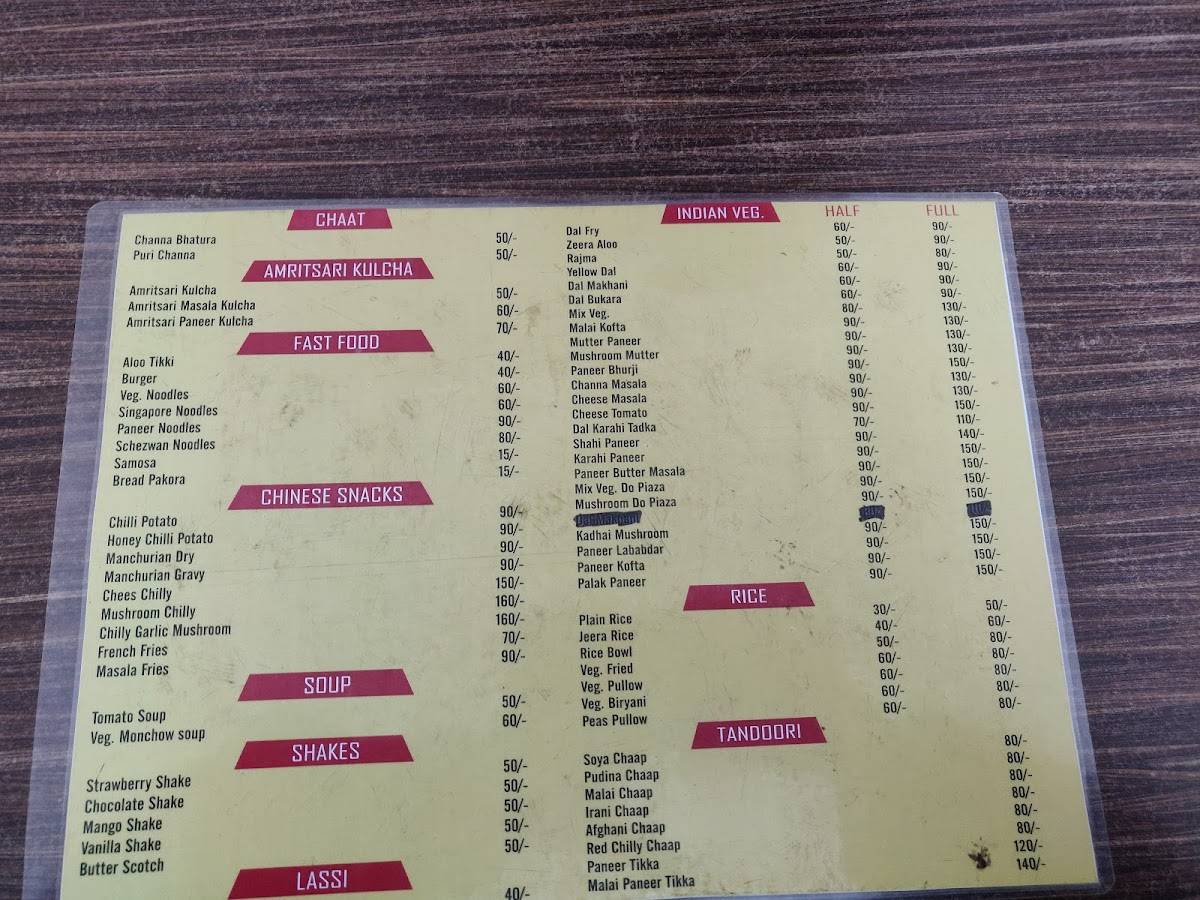 CHAAT
Channa Bhatura 50/-
Puri Channa 50/-
AMRITSARI KULCHA
Amritsari Kulcha 50/-
Amritsari Masala Kulcha 60/-
Amritsari Paneer Kulcha 70/-
FAST FOOD
Aloo Tikki 40/-
Burger 40/-
Veg. Noodles 60/-
Singapore Noodles 60/-
Paneer Noodles 90/-
Schezwan Noodles 80/-
Samosa 15/-
Bread Pakora 15/-
CHINESE SNACKS
Chilli Potato 90/-
Honey Chilli Potato 90/-
Manchurian Dry 90/-
Manchurian Gravy 90/-
Chees Chilly 150/-
Mushroom Chilly 160/-
Chilly Garlic Mushroom 160/-
French Fries 70/-
Masala Fries 90/-
SOUP
Tomato Soup 50/-
Veg. Monchow soup 60/-
SHAKES
Strawberry Shake 50/-
Chocolate Shake 50/-
Mango Shake 50/-
Vanilla Shake 50/-
Butter Scotch 50/-
LASSI
40/-
INDIAN VEG. HALF FULL
Dal Fry 60/- 90/-
Zeera Aloo 50/- 90/-
Rajma 50/- 80/-
Yellow Dal 60/- 90/-
Dal Makhani 60/- 90/-
Dal Bukara 60/- 90/-
Mix Veg. 80/- 130/-
Malai Kofta 90/- 130/-
Mutter Paneer 90/- 130/-
Mushroom Mutter 90/- 130/-
Paneer Bhurji 90/- 150/-
Channa Masala 90/- 130/-
Cheese Masala 90/- 130/-
Cheese Tomato 90/- 150/-
Dal Karahi Tadka 70/- 110/-
Shahi Paneer 90/- 140/-
Karahi Paneer 90/- 150/-
Paneer Butter Masala 90/- 150/-
Mix Veg. Do Piaza 90/- 150/-
Mushroom Do Piaza 90/- 150/-
Kadhai Mushroom 90/- 150/-
Paneer Lababdar 90/- 150/-
Paneer Kofta 90/- 150/-
Palak Paneer 90/- 150/-
RICE
Plain Rice 30/- 50/-
Jeera Rice 40/- 60/-
Rice Bowl 50/- 80/-
Veg. Fried 60/- 80/-
Veg. Pullow 60/- 80/-
Veg. Biryani 60/- 80/-
Peas Pullow 60/- 80/-
TANDOORI
Soya Chaap 80/-
Pudina Chaap 80/-
Malai Chaap 80/-
Irani Chaap 80/-
Afghani Chaap 80/-
Red Chilly Chaap 80/-
Paneer Tikka 120/-
Malai Paneer Tikka 140/-